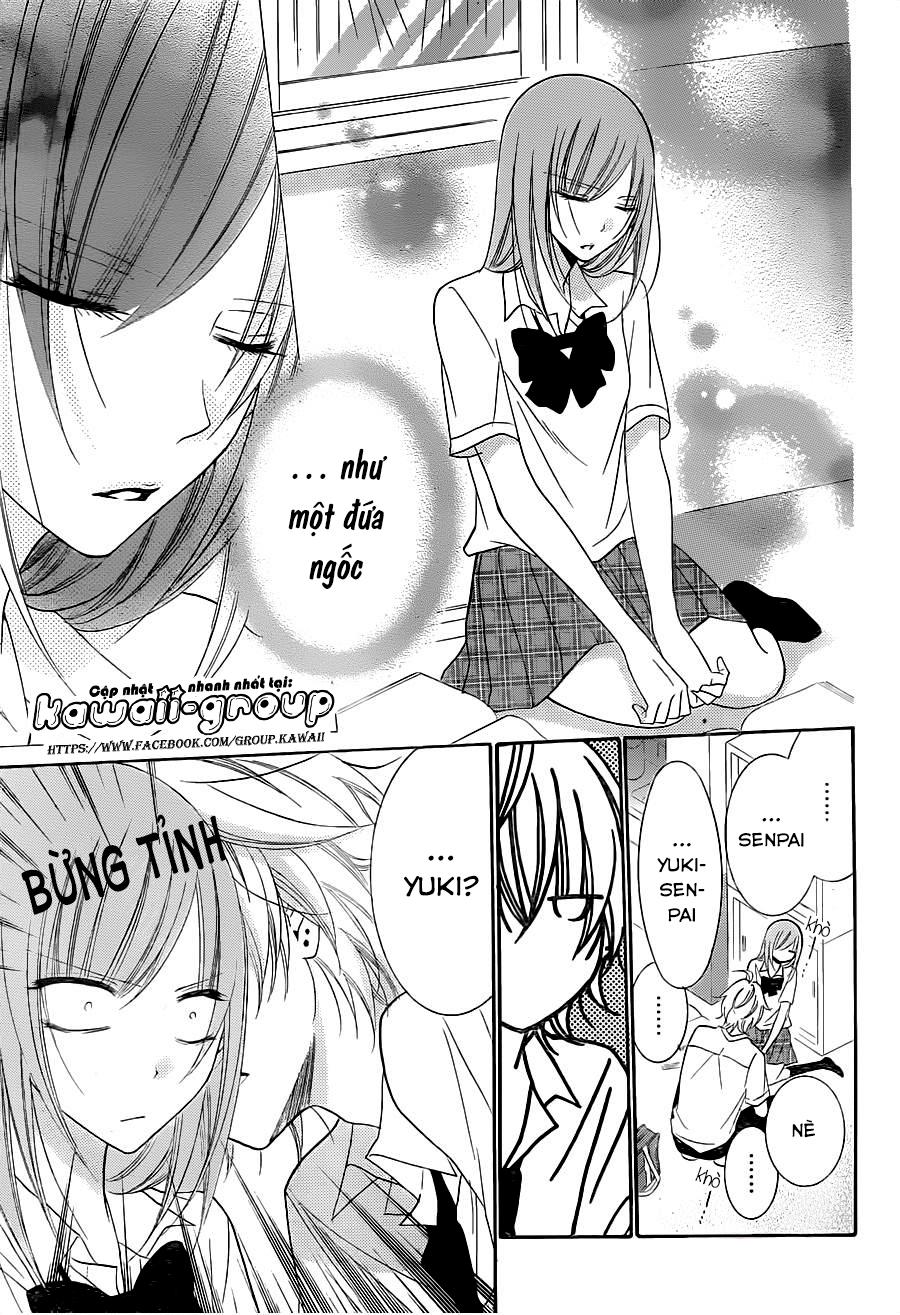 ... như
một đứa
ngốc
Cập nhật nhanh nhất tại:
kawaii-group
HTTPS://WWW.FACEBOOK.COM/GROUP.KAWAII
......
...
SENPAI
...
YUKI-
SEN-
PAI
khò
......
NÈ
......
khò
...
YUKI?
BỪNG TỈNH